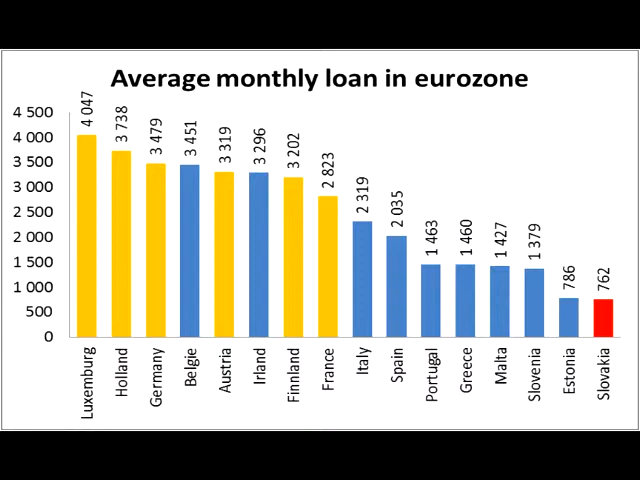 Average monthly loan in eurozone
4 500
4 000
3 500
3 000
2 500
2 000
1 500
1 000
500
0
4 047
3 738
3 479
3 451
3 319
3 296
3 202
2 823
2 319
2 035
1 463
1 460
1 427
1 379
786
762
Luxemburg
Holland
Germany
Belgie
Austria
Irland
Finnland
France
Italy
Spain
Portugal
Greece
Malta
Slovenia
Estonia
Slovakia